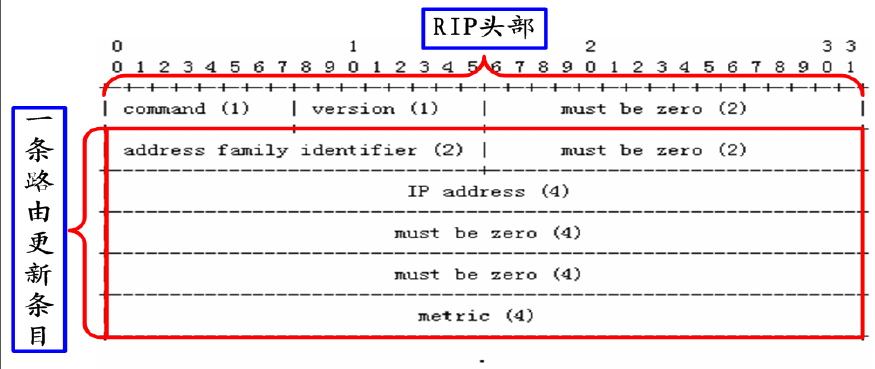 RIP头部
0 1 2 3 3
0 1 2 3 4 5 6 7 8 9 0 1 2 3 4 5 6 7 8 9 0 1 2 3 4 5 6 7 8 9 0 1
command (1) | version (1) | must be zero (2)
一条路由更新条目
address family identifier (2) | must be zero (2)
IP address (4)
must be zero (4)
must be zero (4)
metric (4)